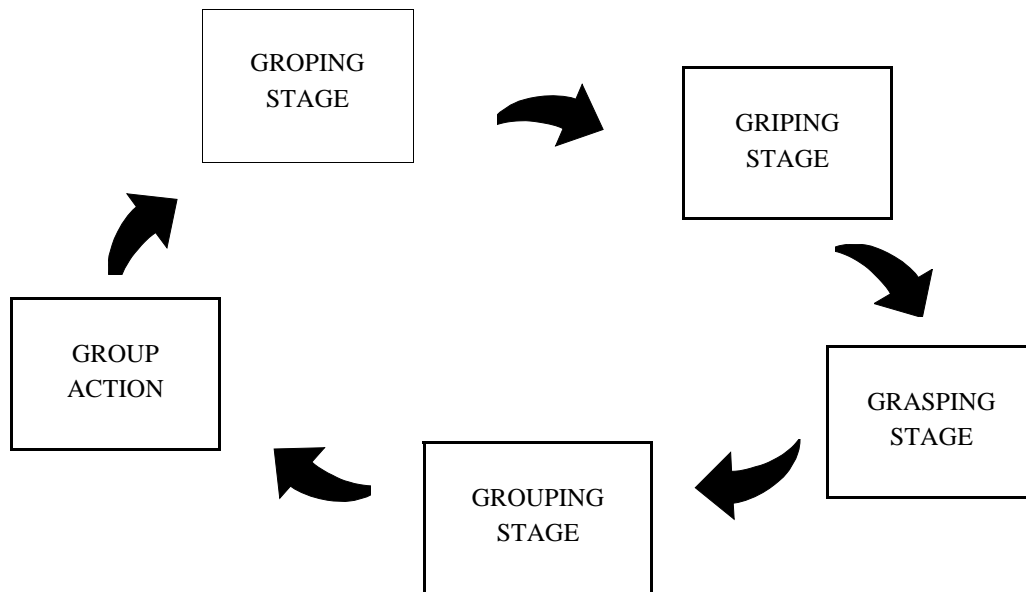 GROPING
STAGE
GRIPING
STAGE
GRASPING
STAGE
GROUPING
STAGE
GROUP
ACTION